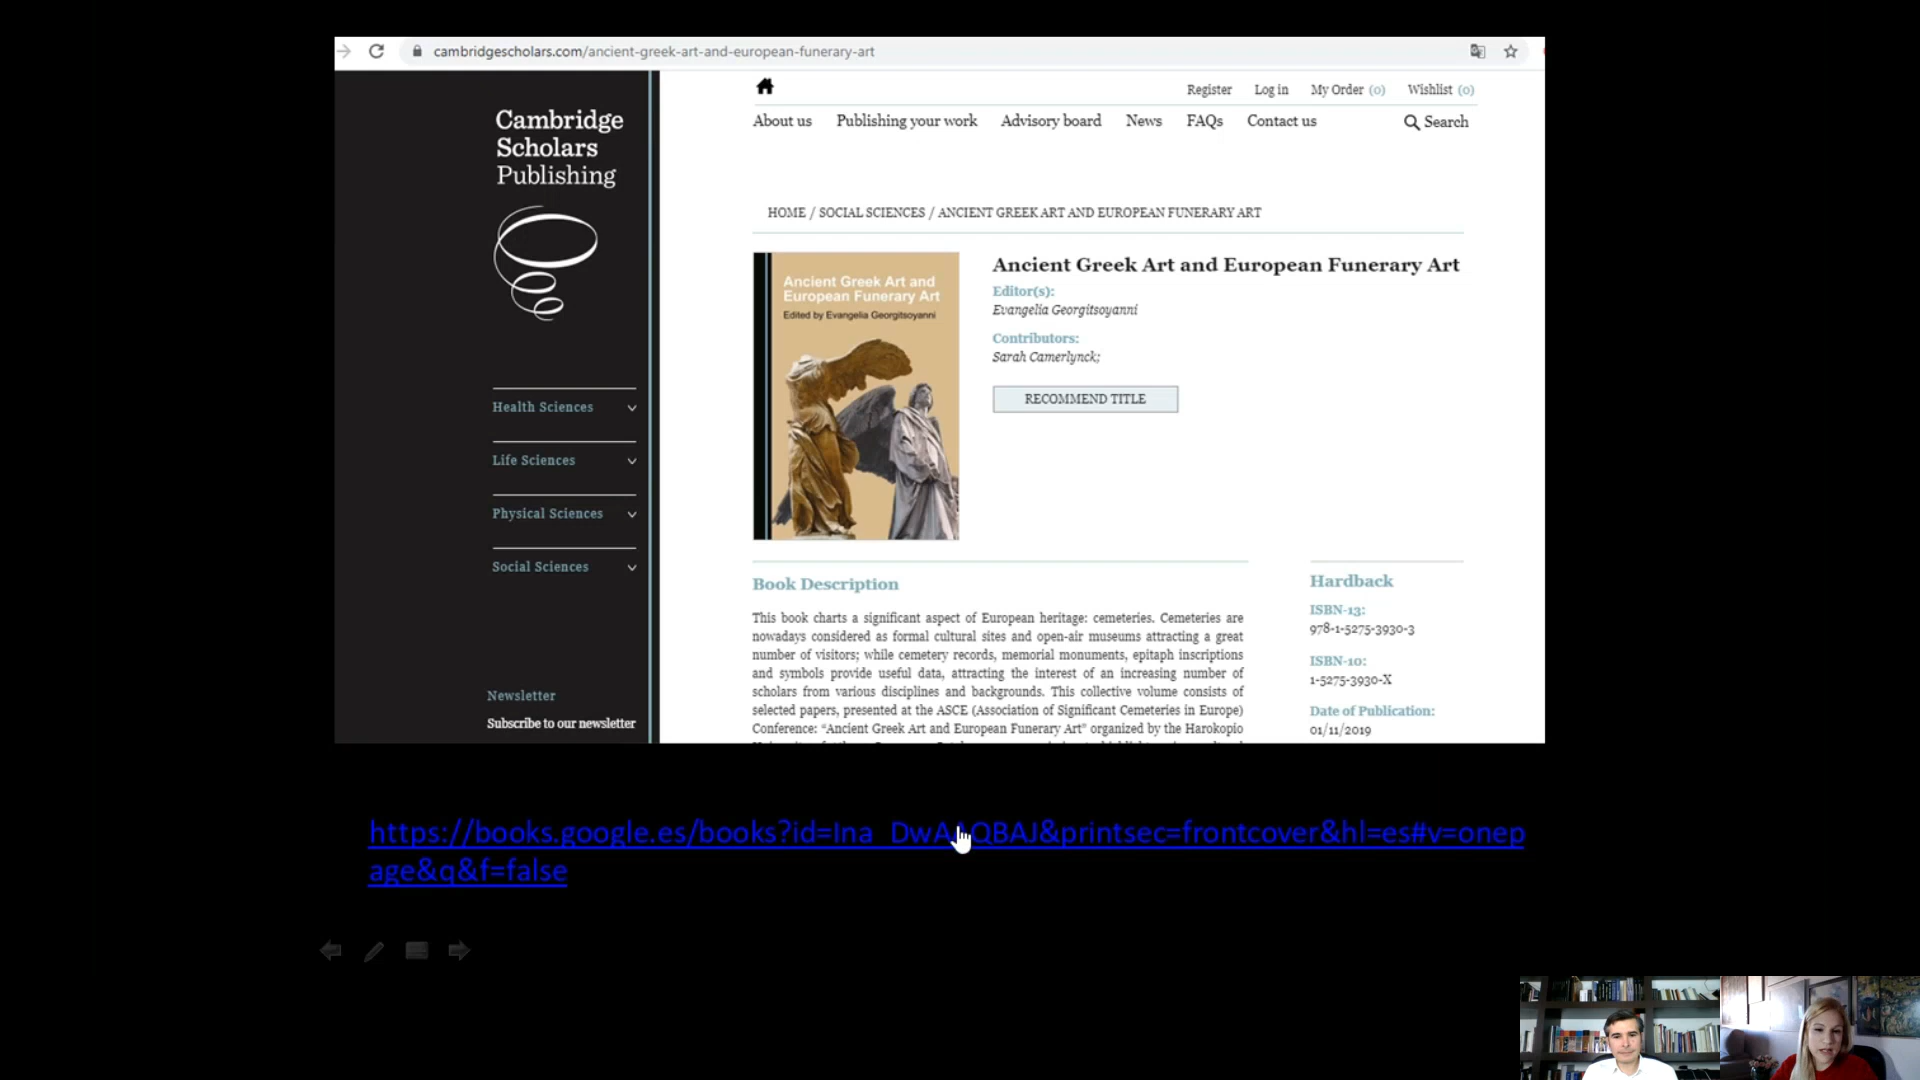 cambridgescholars.com/ancient-greek-art-and-european-funerary-art
Register Log in My Order (0) Wishlist (0)
About us Publishing your work Advisory board News FAQs Contact us Search
Cambridge
Scholars
Publishing
HOME / SOCIAL SCIENCES / ANCIENT GREEK ART AND EUROPEAN FUNERARY ART
Ancient Greek Art and
European Funerary Art
Edited by Evangelia Georgitsoyanni
Ancient Greek Art and European Funerary Art
Editor(s):
Evangelia Georgitsoyanni
Contributors:
Sarah Camerlynck;
RECOMMEND TITLE
Health Sciences
Life Sciences
Physical Sciences
Social Sciences
Newsletter
Subscribe to our newsletter
Book Description
This book charts a significant aspect of European heritage: cemeteries. Cemeteries are
nowadays considered as formal cultural sites and open-air museums attracting a great
number of visitors; while cemetery records, memorial monuments, epitaph inscriptions
and symbols provide useful data, attracting the interest of an increasing number of
scholars from various disciplines and backgrounds. This collective volume consists of
selected papers, presented at the ASCE (Association of Significant Cemeteries in Europe)
Conference: “Ancient Greek Art and European Funerary Art” organized by the Harokopio
Hardback
ISBN-13:
978-1-5275-3930-3
ISBN-10:
1-5275-3930-X
Date of Publication:
01/11/2019
https://books.google.es/books?id=Ina_DwAAQBAJ&printsec=frontcover&hl=es#v=onep
age&q&f=false